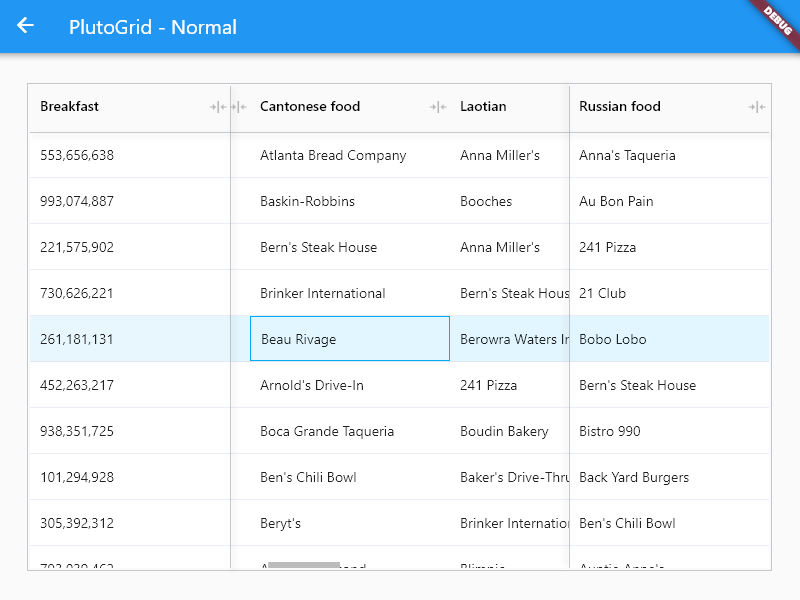 PlutoGrid - Normal
DEBUG
Breakfast Cantonese food Laotian Russian food
553,656,638 Atlanta Bread Company Anna Miller's Anna's Taqueria
993,074,887 Baskin-Robbins Booches Au Bon Pain
221,575,902 Bern's Steak House Anna Miller's 241 Pizza
730,626,221 Brinker International Bern's Steak Hous 21 Club
261,181,131 Beau Rivage Berowra Waters In Bobo Lobo
452,263,217 Arnold's Drive-In 241 Pizza Bern's Steak House
938,351,725 Boca Grande Taqueria Boudin Bakery Bistro 990
101,294,928 Ben's Chili Bowl Baker's Drive-Thru Back Yard Burgers
305,392,312 Beryt's Brinker Internation Ben's Chili Bowl
Blimpie Auntie Anne's